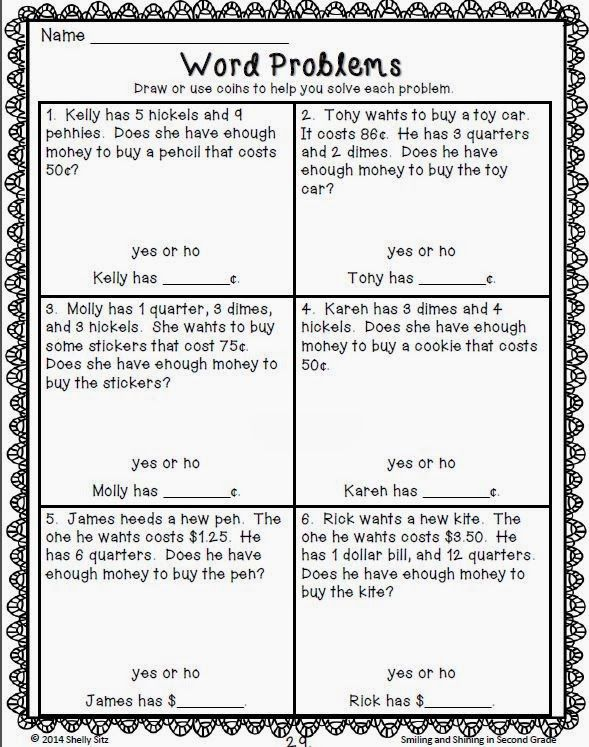 Name
Word Problems
Draw or use coins to help you solve each problem.
1. Kelly has 5 nickels and 9
pennies. Does she have enough
money to buy a pencil that costs
50¢?
yes or no
Kelly has ________¢.
2. Tony wants to buy a toy car.
It costs 86¢. He has 3 quarters
and 2 dimes. Does he have
enough money to buy the toy
car?
yes or no
Tony has ________¢.
3. Molly has 1 quarter, 3 dimes,
and 3 nickels. She wants to buy
some stickers that cost 75¢.
Does she have enough money to
buy the stickers?
yes or no
Molly has ________¢.
4. Karen has 3 dimes and 4
nickels. Does she have enough
money to buy a cookie that costs
50¢.
yes or no
Karen has ________¢.
5. James needs a new pen. The
one he wants costs $1.25. He
has 6 quarters. Does he have
enough money to buy the pen?
yes or no
James has $________.
6. Rick wants a new kite. The
one he wants costs $3.50. He
has 1 dollar bill, and 12 quarters.
Does he have enough money to
buy the kite?
yes or no
Rick has $________.
© 2014 Shelly Sitz
29
Smiling and Shining in Second Grade